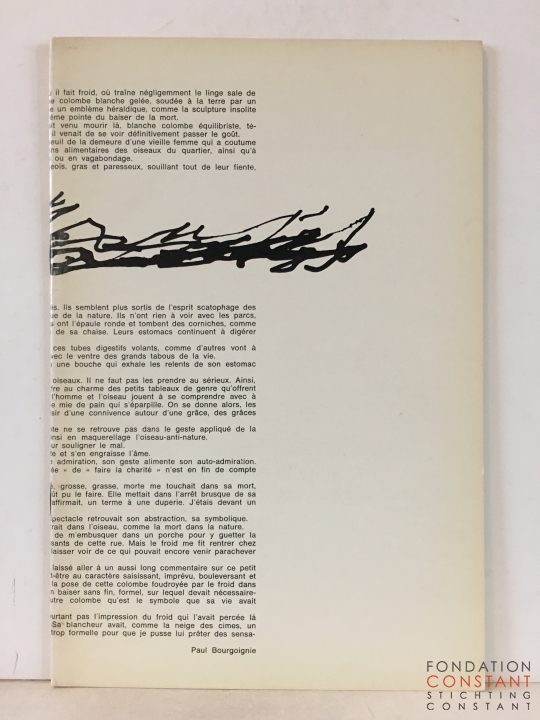 il fait froid, où traîne négligemment le linge sale de
colombe blanche gelée, soudée à la terre par un
un emblème héraldique, comme la sculpture insolite
ême pointe du baiser de la mort.
venu mourir là, blanche colombe équilibriste, té-
il venait de se voir définitivement passer le goût.
euil de la demeure d'une vieille femme qui a coutume
ns alimentaires des oiseaux du quartier, ainsi qu'à
ou en vagabondage.
eois, gras et paresseux, souillant tout de leur fiente,
és. Ils semblent plus sortis de l'esprit scatophage des
ue de la nature. Ils n'ont rien à voir avec les parcs,
ont l'épaule ronde et tombent des corniches, comme
de sa chaise. Leurs estomacs continuent à digérer
ces tubes digestifs volants, comme d'autres vont à
vec le ventre des grands tabous de la vie.
une bouche qui exhale les relents de son estomac
oiseaux. Il ne faut pas les prendre au sérieux. Ainsi,
re au charme des petits tableaux de genre qu'offrent
l'homme et l'oiseau jouent à se comprendre avec à
e mie de pain qui s'éparpille. On se donne alors, les
sir d'une connivence autour d'une grâce, des grâces
te ne se retrouve pas dans le geste appliqué de la
nsi en maquerellage l'oiseau-anti-nature.
ur souligner le mal.
te et s'en engraisse l'âme.
admiration, son geste alimente son auto-admiration.
ée » de « faire la charité » n'est en fin de compte
grosse, grasse, morte me touchait dans sa mort,
ût pu le faire. Elle mettait dans l'arrêt brusque de sa
affirmait, un terme à une duperie. J'étais devant un
spectacle retrouvait son abstraction, sa symbolique.
rait dans l'oiseau, comme la mort dans la nature.
de m'embusquer dans un porche pour y guetter la
sants de cette rue. Mais le froid me fit rentrer chez
laisser voir de ce qui pouvait encore venir parachever
laissé aller à un aussi long commentaire sur ce petit
t-être au caractère saisissant, imprévu, bouleversant et
la pose de cette colombe foudroyée par le froid dans
n baiser sans fin, formel, sur lequel devait nécessaire-
utre colombe qu'est le symbole que sa vie avait
ourtant pas l'impression du froid qui l'avait percée là
Sa blancheur avait, comme la neige des cimes, un
trop formelle pour que je pusse lui prêter des sensa-
Paul Bourgoignie
FONDATION
CONSTANT
STICHTING
CONSTANT